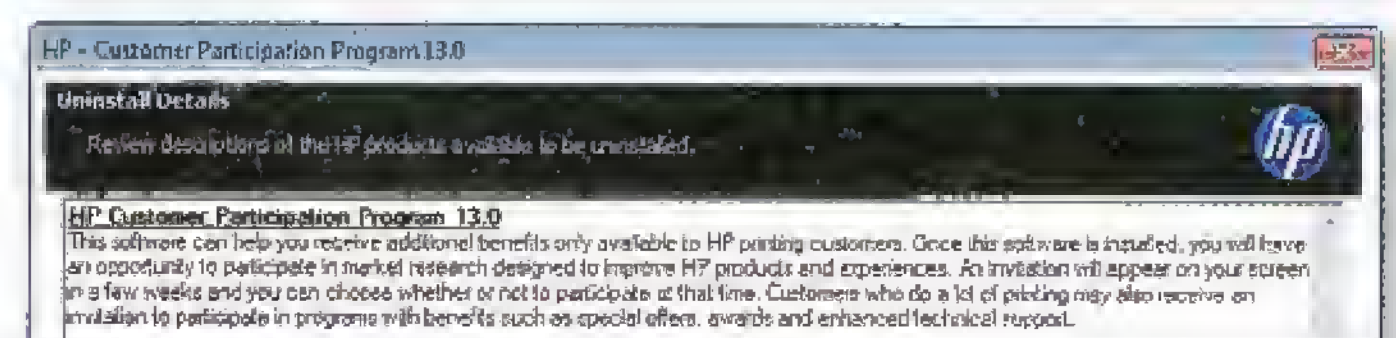 HP - Customer Participation Program 13.0
Uninstall Details
Review descriptions of the HP products available to be uninstalled.
hp
HP Customer Participation Program 13.0
This software can help you receive additional benefits only available to HP printing customers. Once this software is installed, you will have
an opportunity to participate in market research designed to improve HP products and experiences. An invitation will appear on your screen
in a few weeks and you can choose whether or not to participate at that time. Customers who do a lot of printing may also receive an
invitation to participate in programs with benefits such as special offers, awards and enhanced technical support.